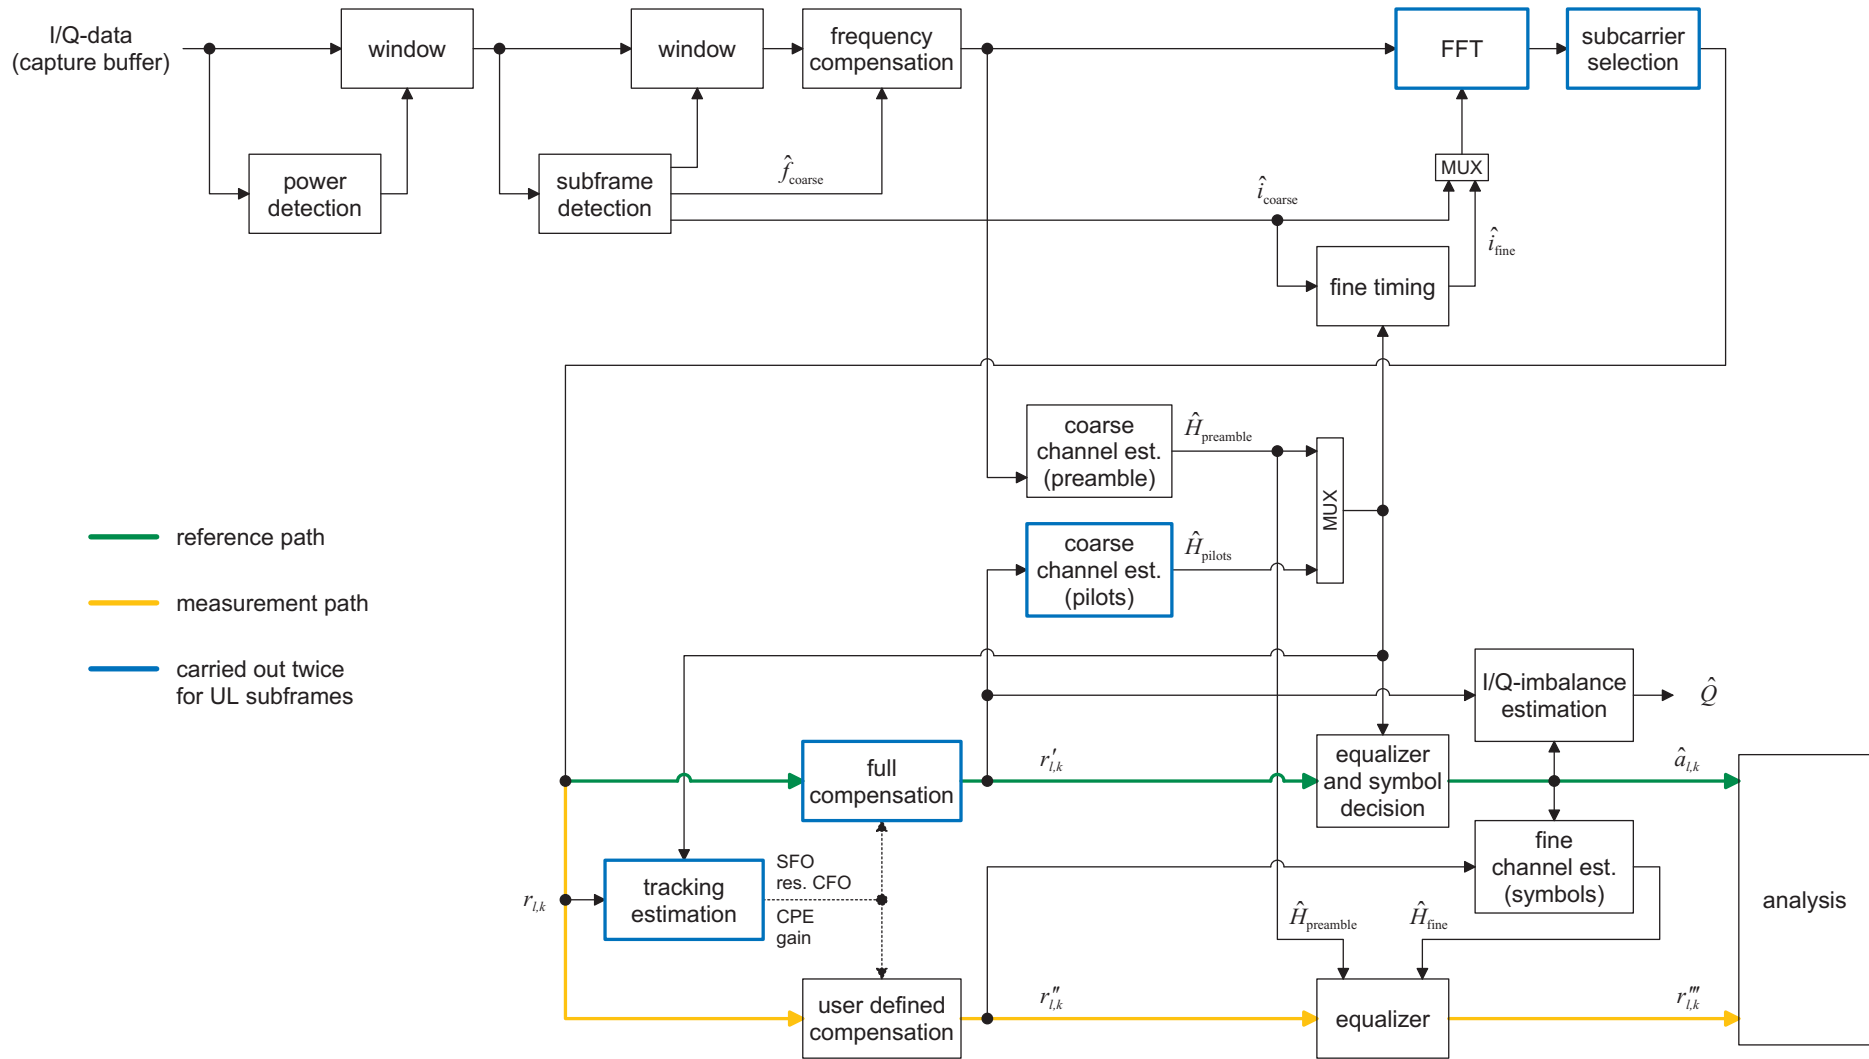 I/Q-data
(capture buffer)
window
window
frequency
compensation
FFT
subcarrier
selection
power
detection
subframe
detection
f̂coarse
MUX
îcoarse
îfine
fine timing
coarse
channel est.
(preamble)
Ĥpreamble
MUX
reference path
coarse
channel est.
(pilots)
Ĥpilots
measurement path
carried out twice
for UL subframes
I/Q-imbalance
estimation
Q̂
full
compensation
r′l,k
equalizer
and symbol
decision
âl,k
SFO
res. CFO
fine
channel est.
(symbols)
rl,k
tracking
estimation
CPE
gain
analysis
Ĥpreamble
Ĥfine
user defined
compensation
r″l,k
equalizer
r‴l,k